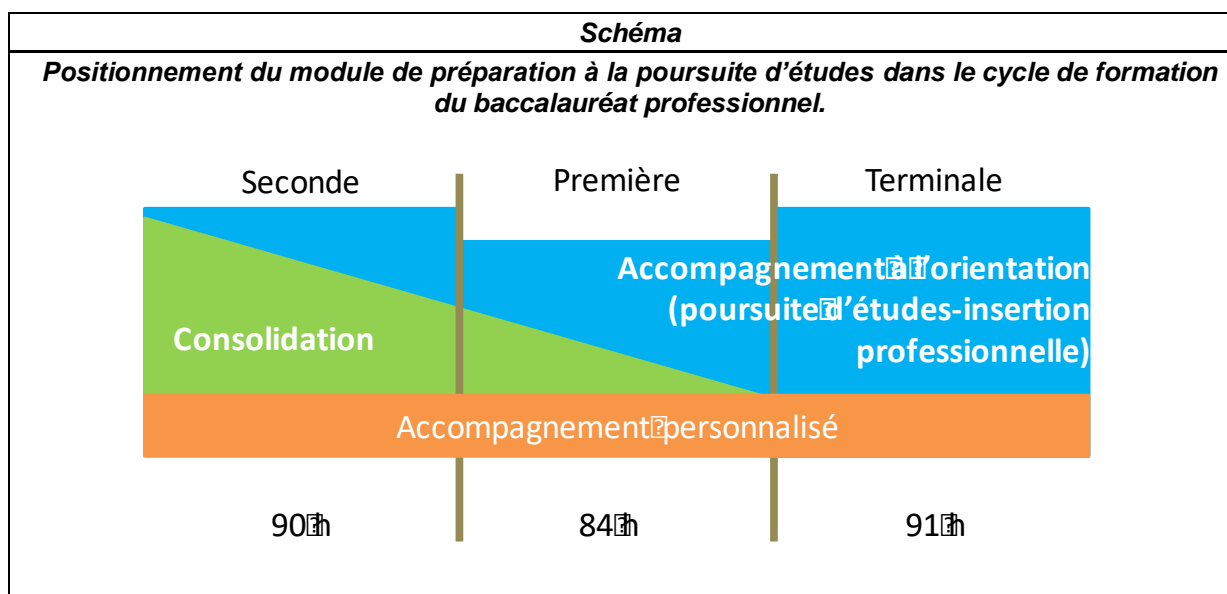 Schéma
Positionnement du module de préparation à la poursuite d'études dans le cycle de formation
du baccalauréat professionnel.
Seconde Première Terminale
Accompagnement à l'orientation
(poursuite d'études-insertion
professionnelle)
Consolidation
Accompagnement personnalisé
90 h 84 h 91 h